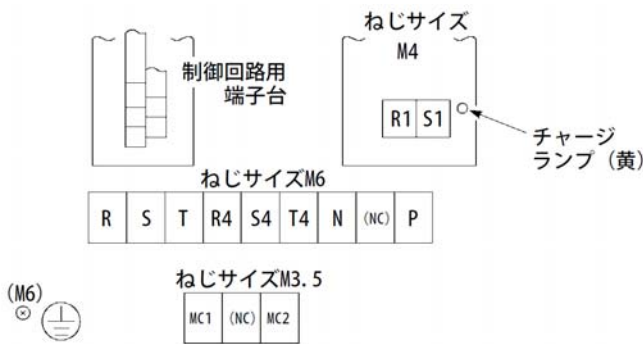 ねじサイズ
M4
制御回路用
端子台
R1 S1
チャージ
ランプ（黄）
ねじサイズM6
R S T R4 S4 T4 N (NC) P
ねじサイズM3.5
(M6)
MC1 (NC) MC2